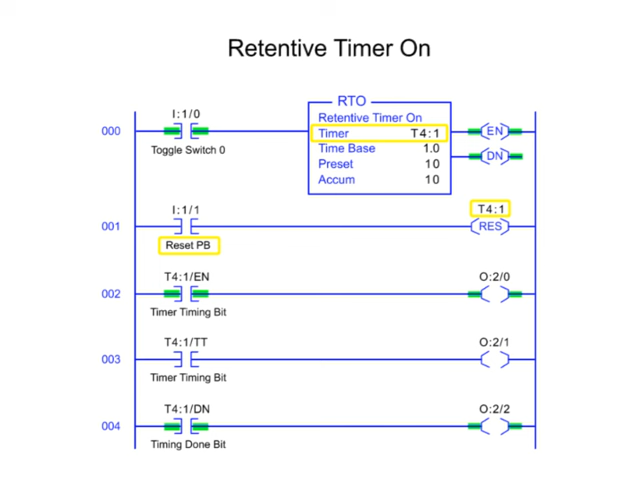 Retentive Timer On
RTO
I:1/0
Retentive Timer On
000
Timer T4:1
EN
Toggle Switch 0
Time Base 1.0
DN
Preset 10
Accum 10
I:1/1
T4:1
001
RES
Reset PB
T4:1/EN
O:2/0
002
Timer Timing Bit
T4:1/TT
O:2/1
003
Timer Timing Bit
T4:1/DN
O:2/2
004
Timing Done Bit